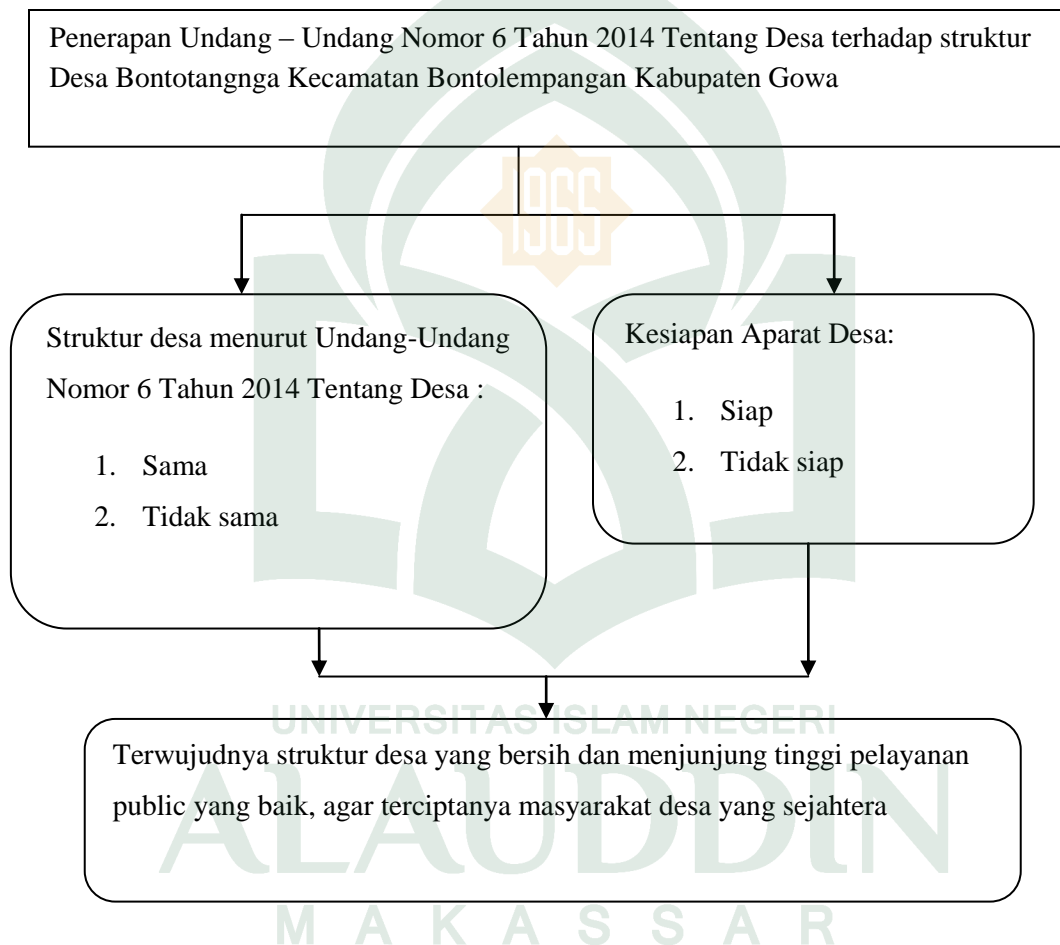 Penerapan Undang – Undang Nomor 6 Tahun 2014 Tentang Desa terhadap struktur
Desa Bontotangnga Kecamatan Bontolempangan Kabupaten Gowa
1965
Struktur desa menurut Undang-Undang
Nomor 6 Tahun 2014 Tentang Desa :
1. Sama
2. Tidak sama
Kesiapan Aparat Desa:
1. Siap
2. Tidak siap
UNIVERSITAS ISLAM NEGERI
Terwujudnya struktur desa yang bersih dan menjunjung tinggi pelayanan
public yang baik, agar terciptanya masyarakat desa yang sejahtera
ALAUDDIN
MAKASSAR